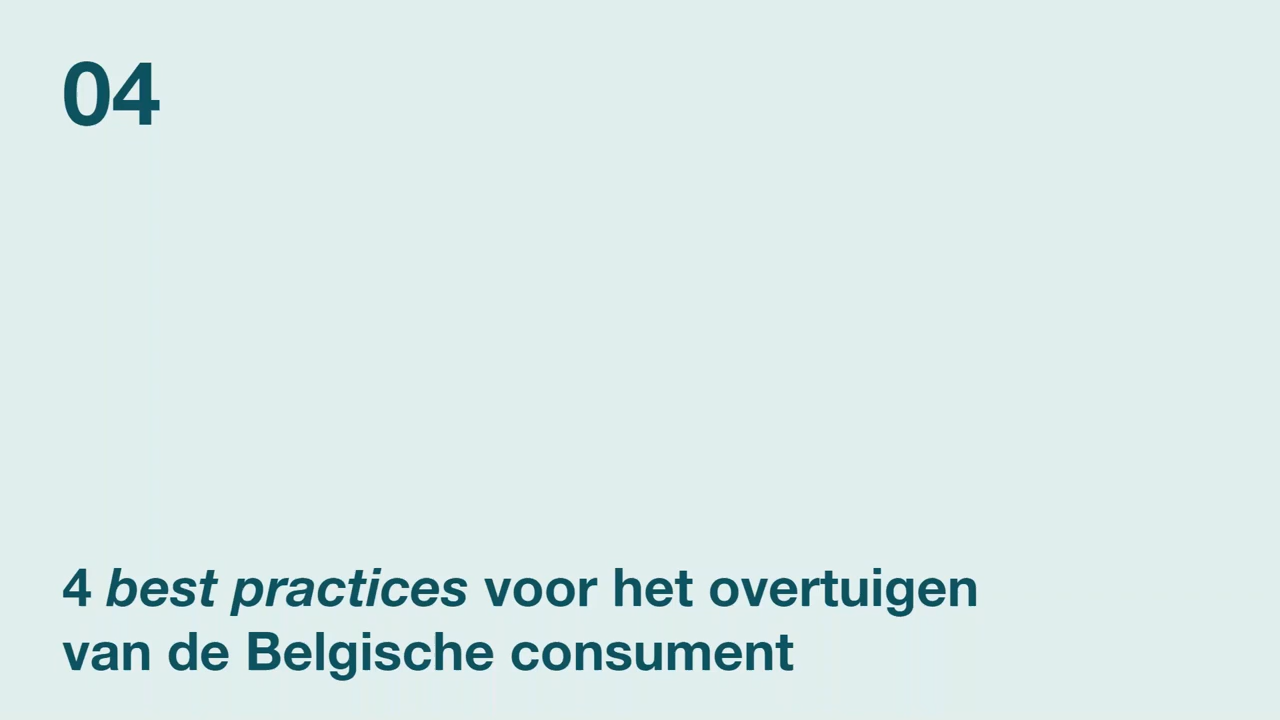 04
4 best practices voor het overtuigen
van de Belgische consument